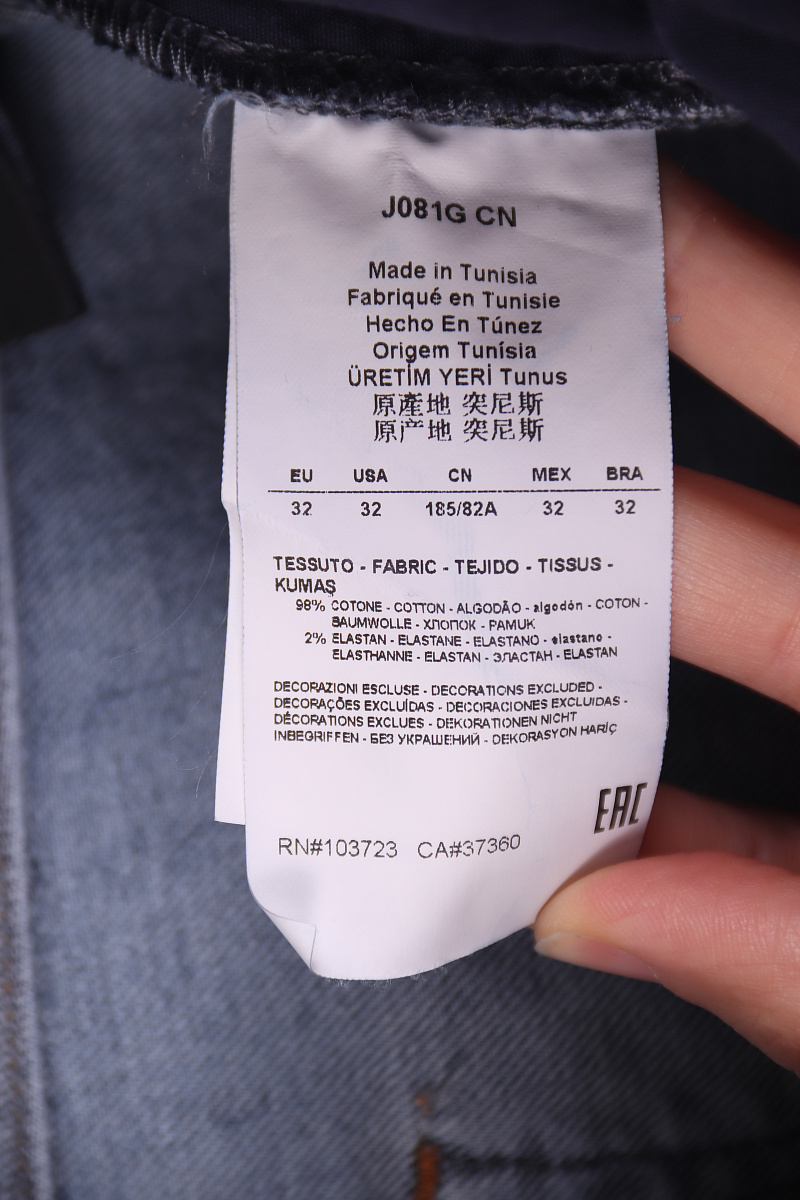 J081G CN
Made in Tunisia
Fabriqué en Tunisie
Hecho En Túnez
Origem Tunísia
ÜRETİM YERİ Tunus
原產地 突尼斯
原产地 突尼斯
EU USA CN MEX BRA
32 32 185/82A 32 32
TESSUTO - FABRIC - TEJIDO - TISSUS -
KUMAŞ
98% COTONE - COTTON - ALGODÃO - algodón - COTON -
BAUMWOLLE - ХЛОПОК - PAMUK
2% ELASTAN - ELASTANE - ELASTANO - elastano -
ELASTHANNE - ELASTAN - ЭЛАСТАН - ELASTAN
DECORAZIONI ESCLUSE - DECORATIONS EXCLUDED -
DECORAÇÕES EXCLUÍDAS - DECORACIONES EXCLUIDAS -
DÉCORATIONS EXCLUES - DEKORATIONEN NICHT
INBEGRIFFEN - БЕЗ УКРАШЕНИЙ - DEKORASYON HARİÇ
EAC
RN#103723 CA#37360